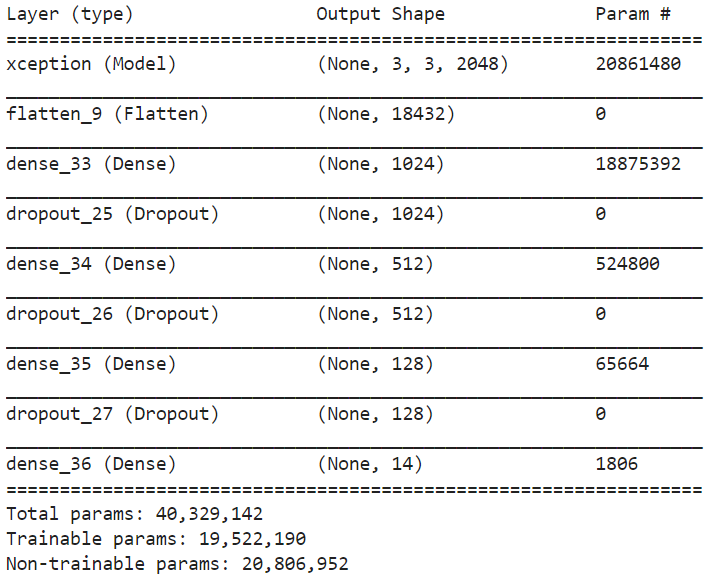 Layer (type) Output Shape Param #
=================================================================
xception (Model) (None, 3, 3, 2048) 20861480
_________________________________________________________________
flatten_9 (Flatten) (None, 18432) 0
_________________________________________________________________
dense_33 (Dense) (None, 1024) 18875392
_________________________________________________________________
dropout_25 (Dropout) (None, 1024) 0
_________________________________________________________________
dense_34 (Dense) (None, 512) 524800
_________________________________________________________________
dropout_26 (Dropout) (None, 512) 0
_________________________________________________________________
dense_35 (Dense) (None, 128) 65664
_________________________________________________________________
dropout_27 (Dropout) (None, 128) 0
_________________________________________________________________
dense_36 (Dense) (None, 14) 1806
=================================================================
Total params: 40,329,142
Trainable params: 19,522,190
Non-trainable params: 20,806,952